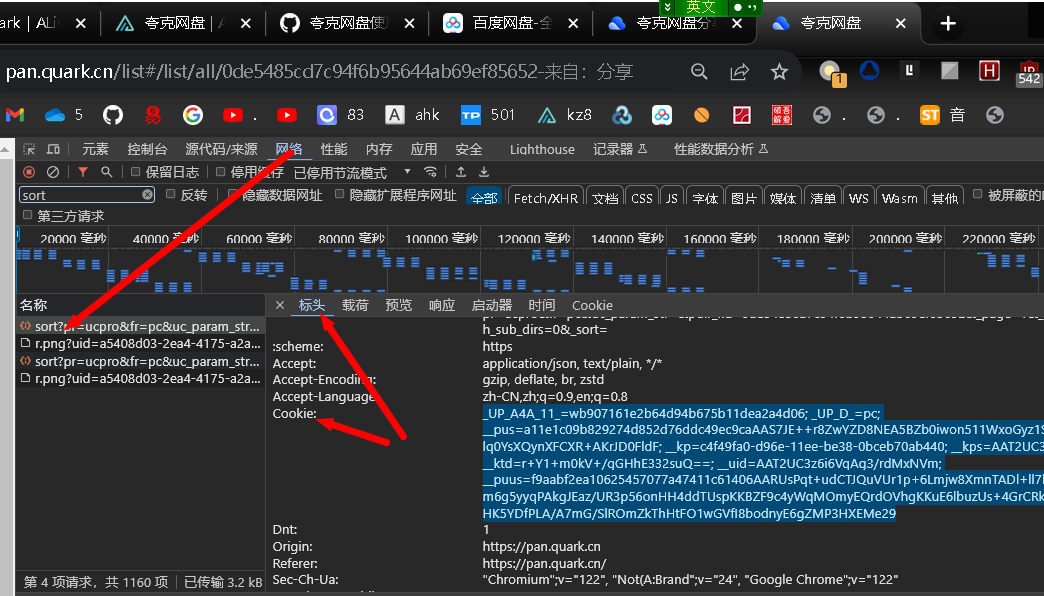 英文
ark | AL
夸克网盘 | A
夸克网盘使用
百度网盘-全
夸克网盘分
夸克网盘
pan.quark.cn/list#/list/all/0de5485cd7c94f6b95644ab69ef85652-来自：分享
1
542
5
83
ahk
TP
501
kz8
ST
音
元素
控制台
源代码/来源
网络
性能
内存
应用
安全
Lighthouse
记录器
性能数据分析
保留日志
停用缓存
已停用节流模式
sort
反转
隐藏数据网址
隐藏扩展程序网址
全部
Fetch/XHR
文档
CSS
JS
字体
图片
媒体
清单
WS
Wasm
其他
被屏蔽的
第三方请求
20000 毫秒
40000 毫秒
60000 毫秒
80000 毫秒
100000 毫秒
120000 毫秒
140000 毫秒
160000 毫秒
180000 毫秒
200000 毫秒
220000 毫秒
名称
sort?pr=ucpro&fr=pc&uc_param_str...
r.png?uid=a5408d03-2ea4-4175-a2a...
sort?pr=ucpro&fr=pc&uc_param_str...
r.png?uid=a5408d03-2ea4-4175-a2a...
第 4 项请求，共 1160 项
已传输 3.2 kB
标头
载荷
预览
响应
启动器
时间
Cookie
h_sub_dirs=0&_sort=
:scheme:
https
Accept:
application/json, text/plain, */*
Accept-Encoding:
gzip, deflate, br, zstd
Accept-Language:
zh-CN,zh;q=0.9,en;q=0.8
Cookie:
_UP_A4A_11_=wb907161e2b64d94b675b11dea2a4d06; _UP_D_=pc;
__pus=a11e1c09b829274d852d76ddc49ec9caAAS7JE++r8ZwYZD8NEA5BZb0iwon511WxoGyz1S
lq0YsXQynXFCXR+AKrJD0FldF; __kp=c4f49fa0-d96e-11ee-be38-0bceb70ab440; __kps=AAT2UC3
__ktd=r+Y1+m0kV+/qGHhE332suQ==; __uid=AAT2UC3z6i6VqAg3/rdMxNVm;
__puus=f9aabf2ea10625457077a47411c61406AARUsPqt+udCTJQuVUr1p+6Lmjw8XmnTADl+ll7l
m6g5yyqPAkgJEaz/UR3p56onHH4ddTUspKKBZF9c4yWqMOmyEQrdOVhgKKuE6lbuzUs+4GrCRk
HK5YDfPLA/A7mG/SlROmZkThHtFO1wGVfI8bodnyE6gZMP3HXEMe29
Dnt:
1
Origin:
https://pan.quark.cn
Referer:
https://pan.quark.cn/
Sec-Ch-Ua:
"Chromium";v="122", "Not(A:Brand";v="24", "Google Chrome";v="122"